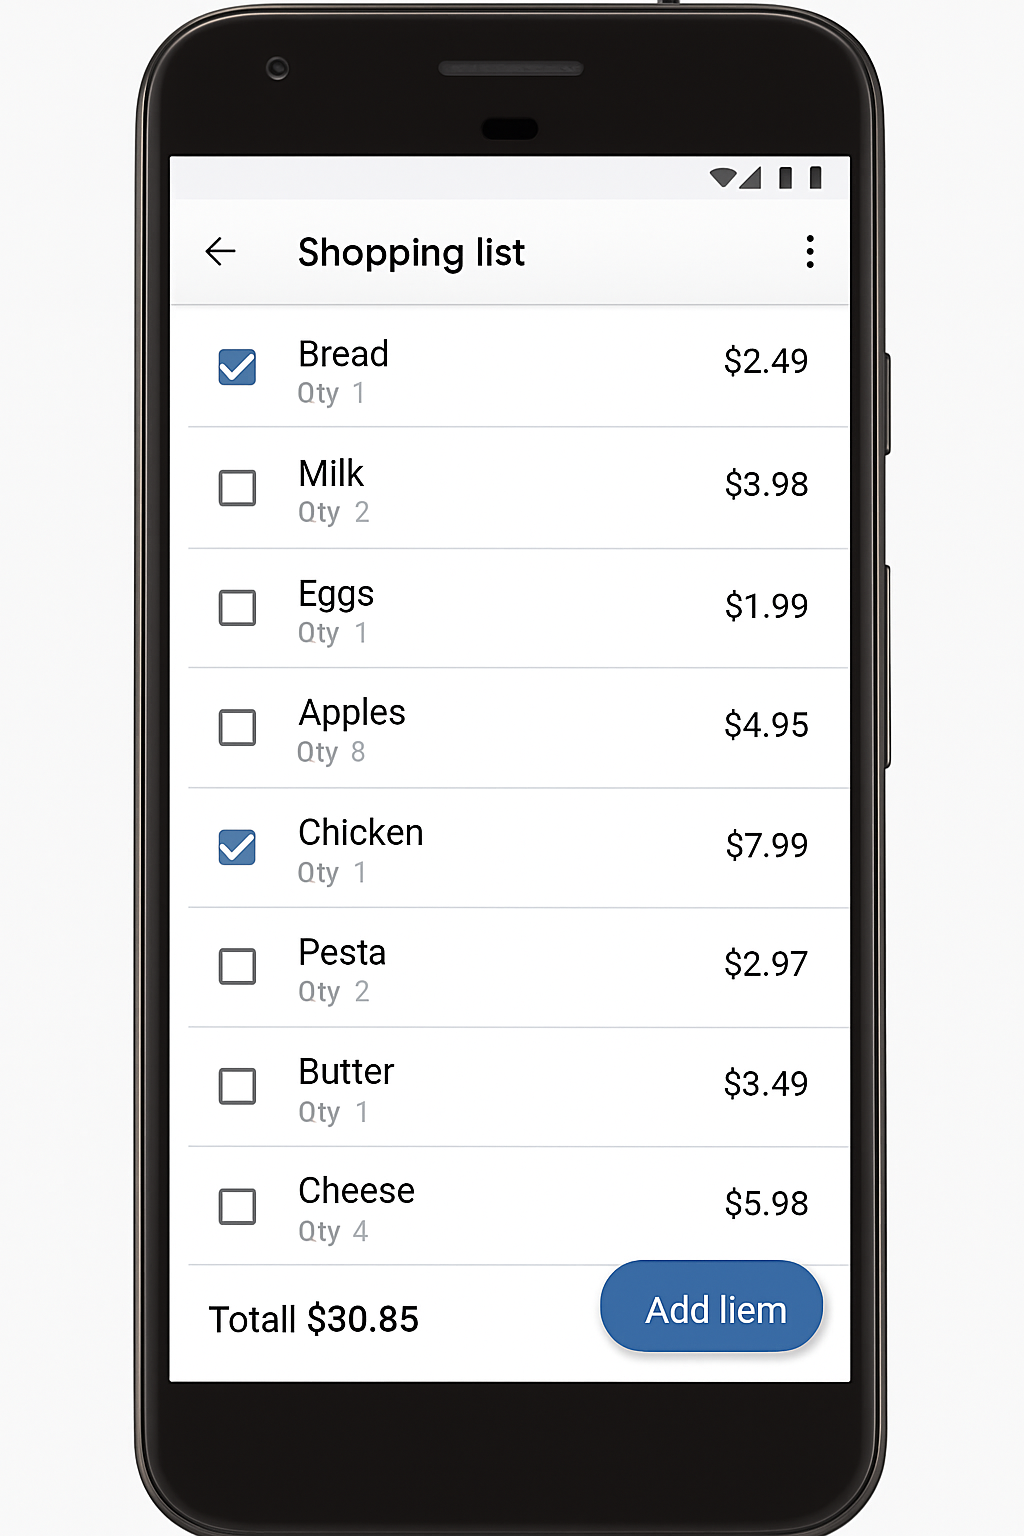 Shopping list
Bread
$2.49
Qty 1
Milk
$3.98
Qty 2
Eggs
$1.99
Qty 1
Apples
$4.95
Qty 8
Chicken
$7.99
Qty 1
Pesta
$2.97
Qty 2
Butter
$3.49
Qty 1
Cheese
$5.98
Qty 4
Totall $30.85
Add liem